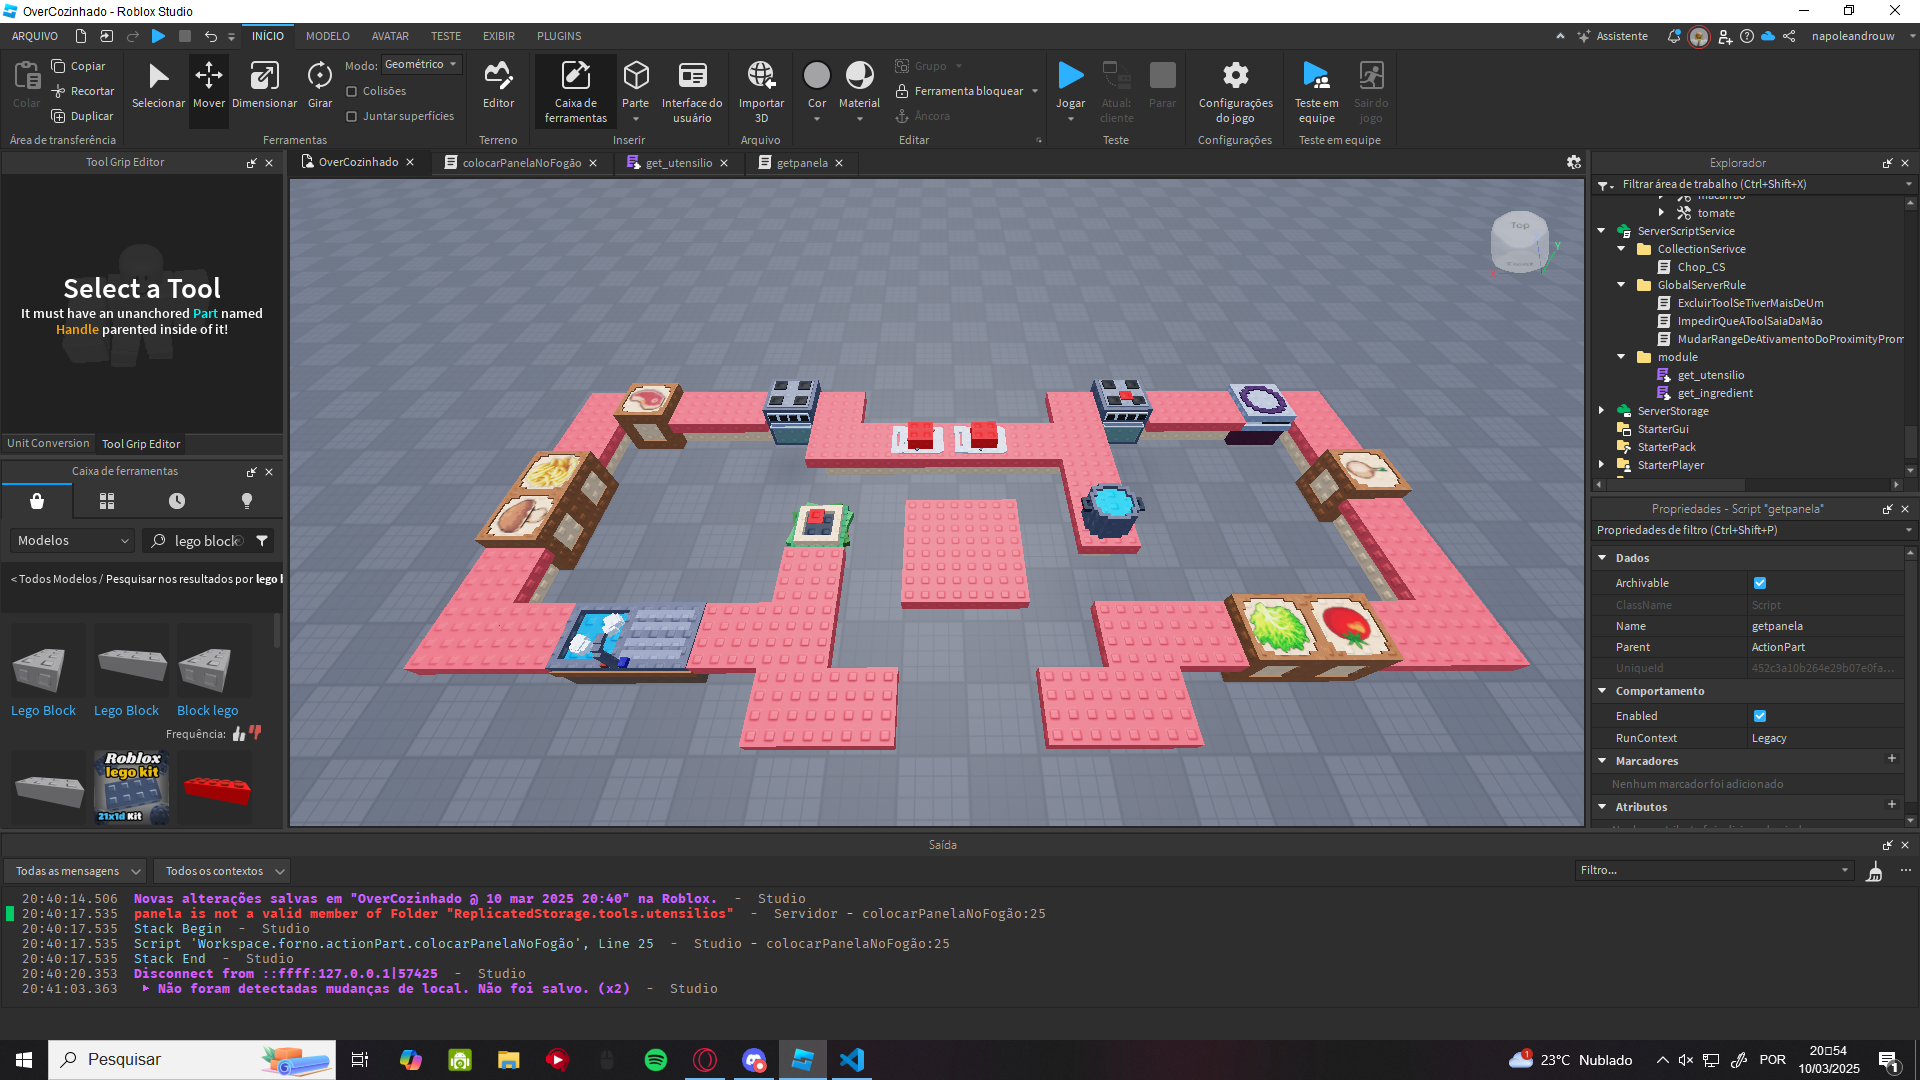 OverCozinhado - Roblox Studio
ARQUIVO INÍCIO MODELO AVATAR TESTE EXIBIR PLUGINS Assistente napoleandrouw
Colar
Copiar
Recortar
Duplicar
Área de transferência
Selecionar Mover Dimensionar Girar
Modo: Geométrico
Colisões
Juntar superfícies
Ferramentas
Editor
Terreno
Caixa de ferramentas
Parte
Interface do usuário
Inserir
Importar 3D
Arquivo
Cor
Material
Grupo
Ferramenta bloquear
Âncora
Editar
Jogar
Atual: cliente
Parar
Teste
Configurações do jogo
Configurações
Teste em equipe
Sair do jogo
Teste em equipe
Tool Grip Editor
Select a Tool
It must have an unanchored Part named
Handle parented inside of it!
Unit Conversion Tool Grip Editor
Caixa de ferramentas
Modelos lego block
< Todos Modelos / Pesquisar nos resultados por lego b
Lego Block Lego Block Block lego
Frequência:
Roblox
lego kit
21x1d Kit
OverCozinhado colocarPanelaNoFogão get_utensilio getpanela
Top
Y
X
Explorador
Filtrar área de trabalho (Ctrl+Shift+X)
macarrao
tomate
ServerScriptService
CollectionSerivce
Chop_CS
GlobalServerRule
ExcluirToolSeTiverMaisDeUm
ImpedirQueAToolSaiaDaMão
MudarRangeDeAtivamentoDoProximityProm
module
get_utensilio
get_ingredient
ServerStorage
StarterGui
StarterPack
StarterPlayer
Propriedades - Script "getpanela"
Propriedades de filtro (Ctrl+Shift+P)
Dados
Archivable
ClassName Script
Name getpanela
Parent ActionPart
UniqueId 452c3a10b264e29b07e0fa...
Comportamento
Enabled
RunContext Legacy
Marcadores
Nenhum marcador foi adicionado
Atributos
Saída
Todas as mensagens Todos os contextos Filtro...
20:40:14.506 Novas alterações salvas em "OverCozinhado @ 10 mar 2025 20:40" na Roblox. - Studio
20:40:17.535 panela is not a valid member of Folder "ReplicatedStorage.tools.utensilios" - Servidor - colocarPanelaNoFogão:25
20:40:17.535 Stack Begin - Studio
20:40:17.535 Script 'Workspace.forno.actionPart.colocarPanelaNoFogão', Line 25 - Studio - colocarPanelaNoFogão:25
20:40:17.535 Stack End - Studio
20:40:20.353 Disconnect from ::ffff:127.0.0.1|57425 - Studio
20:41:03.363 Não foram detectadas mudanças de local. Não foi salvo. (x2) - Studio
Pesquisar
1
23°C Nublado
POR
20:54
10/03/2025
1